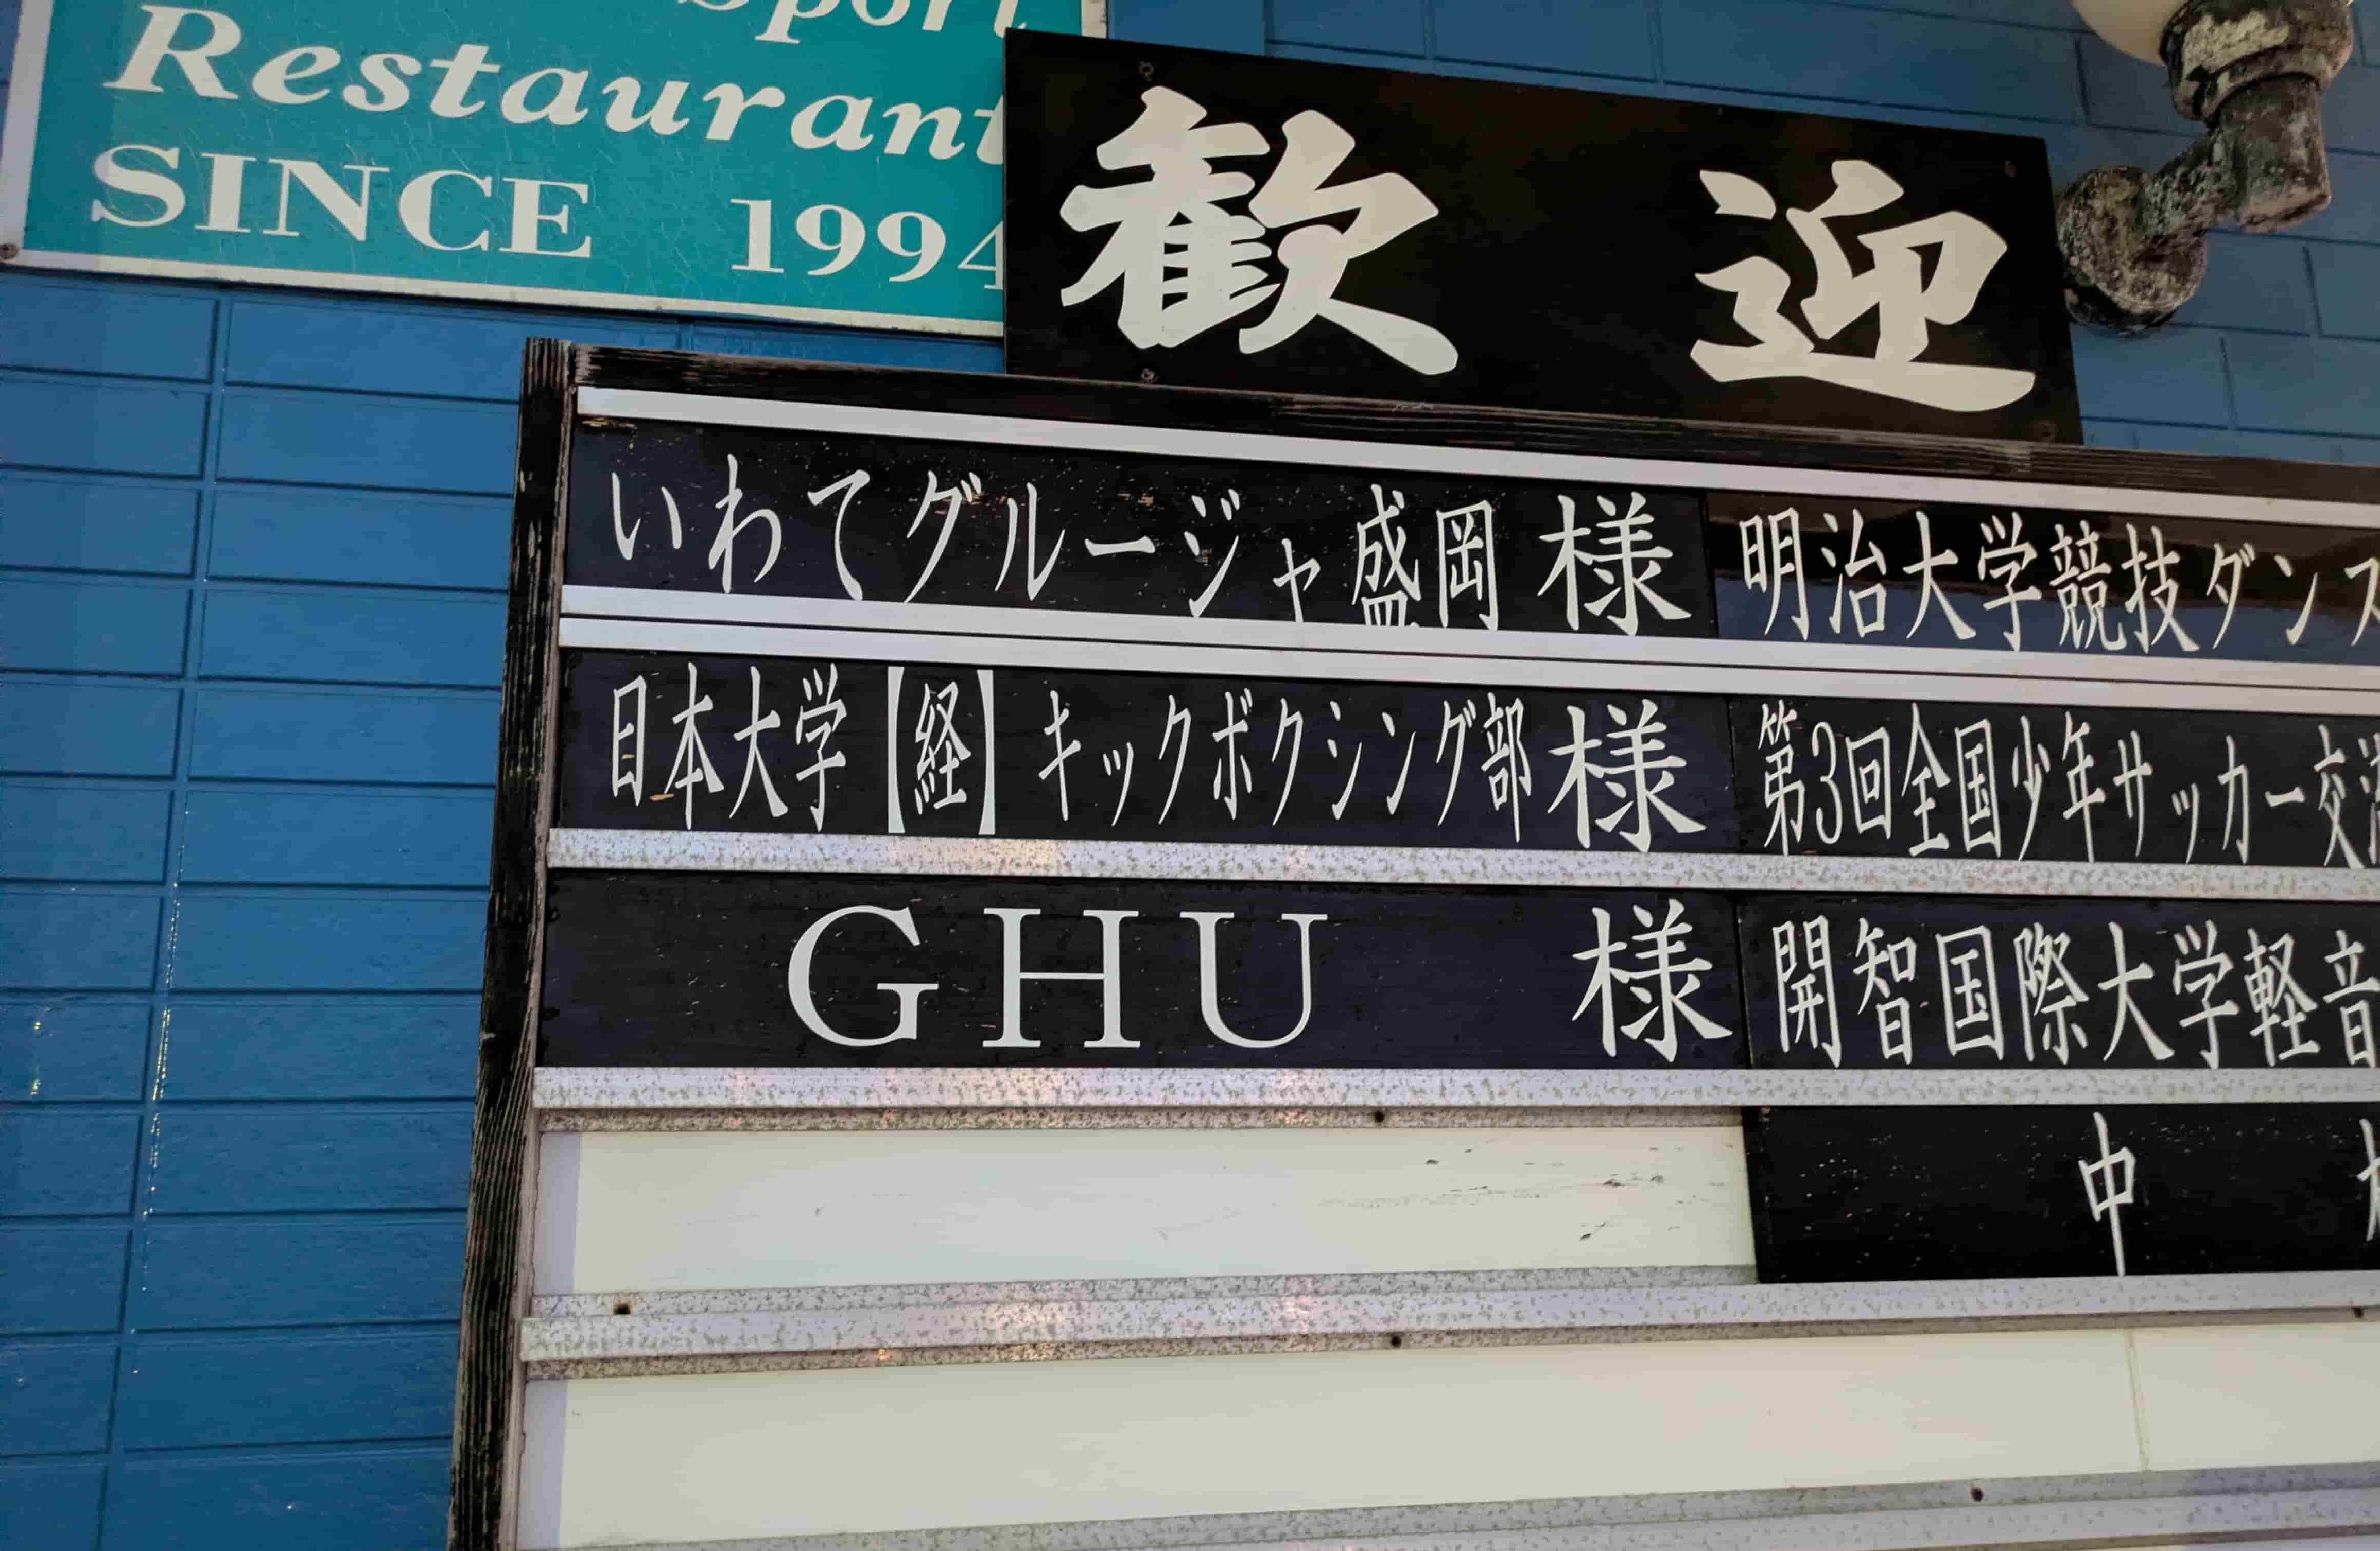 Sport
Restaurant
SINCE 1994
歓迎
いわてグルージャ盛岡 様
明治大学競技ダンス
日本大学【経】キックボクシング部 様
第3回全国少年サッカー交流
GHU 様
開智国際大学軽音
中